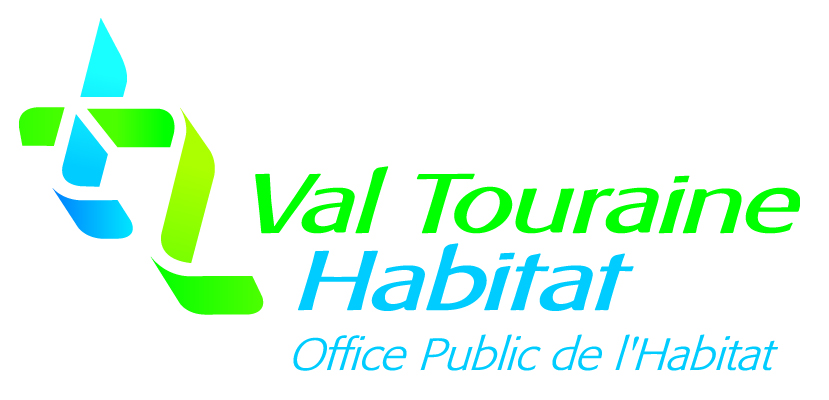 Val Touraine
Habitat
Office Public de l'Habitat